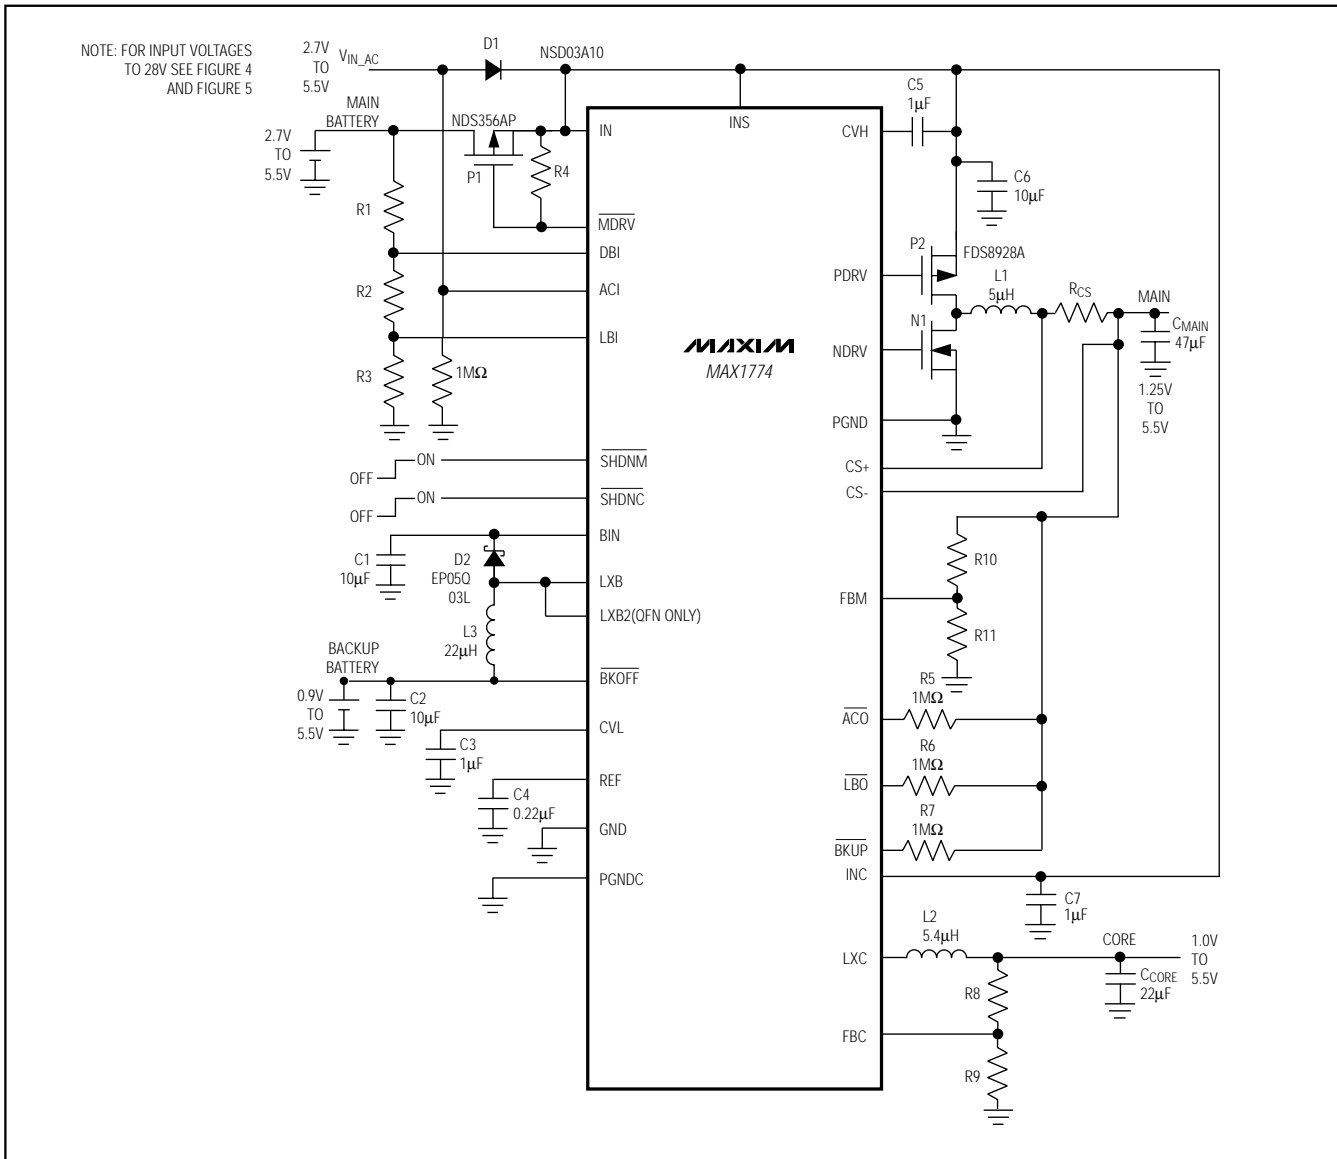 NOTE: FOR INPUT VOLTAGES
TO 28V SEE FIGURE 4
AND FIGURE 5
2.7V
TO
5.5V
VIN_AC
D1
NSD03A10
MAIN
BATTERY
2.7V
TO
5.5V
NDS356AP
P1
R4
R1
R2
R3
1MΩ
OFF
ON
OFF
ON
C1
10µF
D2
EP05Q
03L
L3
22µH
BACKUP
BATTERY
0.9V
TO
5.5V
C2
10µF
C3
1µF
C4
0.22µF
IN
MDRV
DBI
ACI
LBI
SHDNM
SHDNC
BIN
LXB
LXB2(QFN ONLY)
BKOFF
CVL
REF
GND
PGNDC
INS
MAXIM
MAX1774
CVH
PDRV
NDRV
PGND
CS+
CS-
FBM
ACO
LBO
BKUP
INC
LXC
FBC
C5
1µF
C6
10µF
P2
FDS8928A
N1
L1
5µH
RCS
MAIN
CMAIN
47µF
1.25V
TO
5.5V
R10
R11
R5
1MΩ
R6
1MΩ
R7
1MΩ
C7
1µF
L2
5.4µH
CORE
1.0V
TO
5.5V
CCORE
22µF
R8
R9